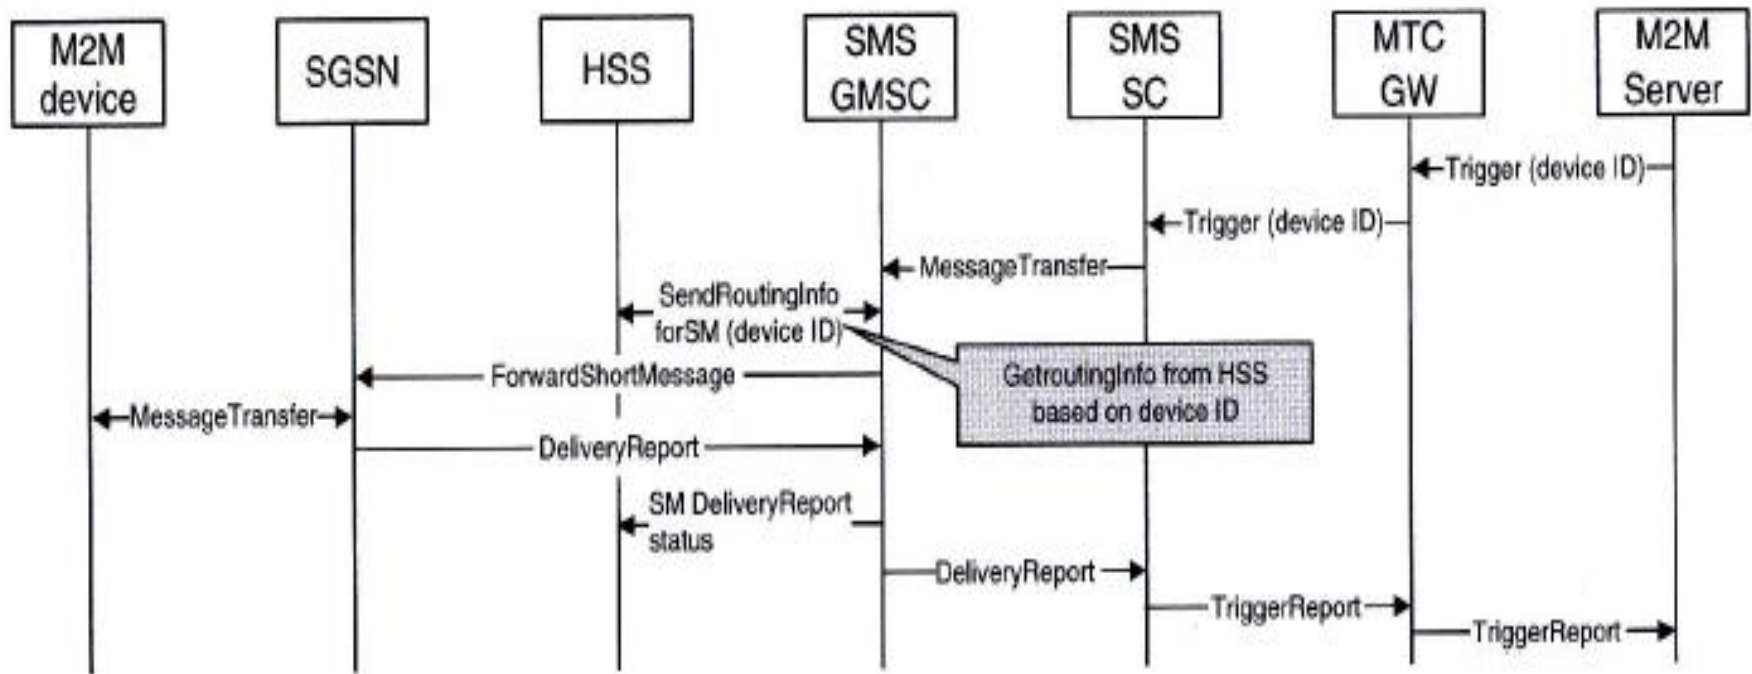 M2M
device
SGSN
HSS
SMS
GMSC
SMS
SC
MTC
GW
M2M
Server
Trigger (device ID)
Trigger (device ID)
MessageTransfer
SendRoutingInfo
forSM (device ID)
GetroutingInfo from HSS
based on device ID
ForwardShortMessage
MessageTransfer
DeliveryReport
SM DeliveryReport
status
DeliveryReport
TriggerReport
TriggerReport